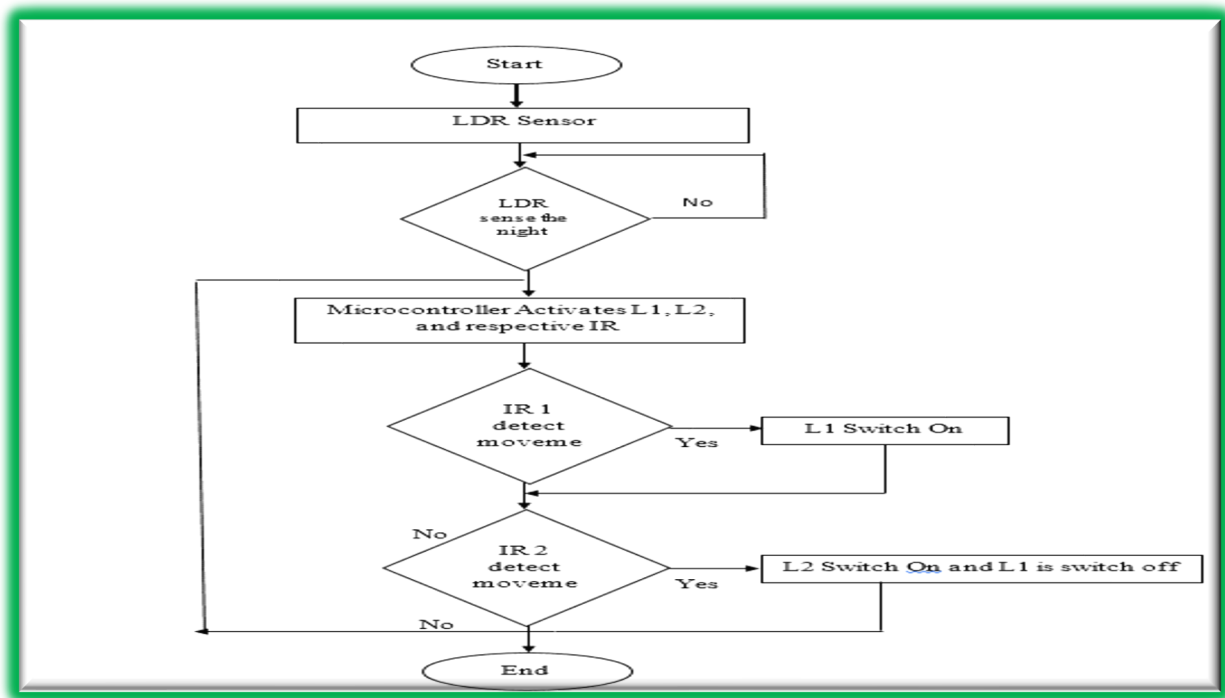 Start
LDR Sensor
LDR
sense the
night
No
Microcontroller Activates L1, L2,
and respective IR
IR 1
detect
moveme
Yes
L1 Switch On
No
IR 2
detect
moveme
Yes
L2 Switch On and L1 is switch off
No
End